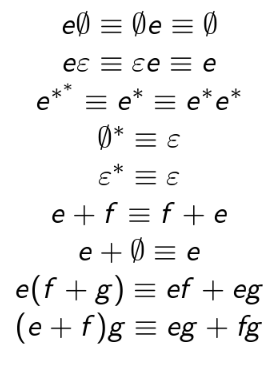 e∅ ≡ ∅e ≡ ∅
eε ≡ εe ≡ e
e** ≡ e* ≡ e*e*
∅* ≡ ε
ε* ≡ ε
e + f ≡ f + e
e + ∅ ≡ e
e(f + g) ≡ ef + eg
(e + f)g ≡ eg + fg